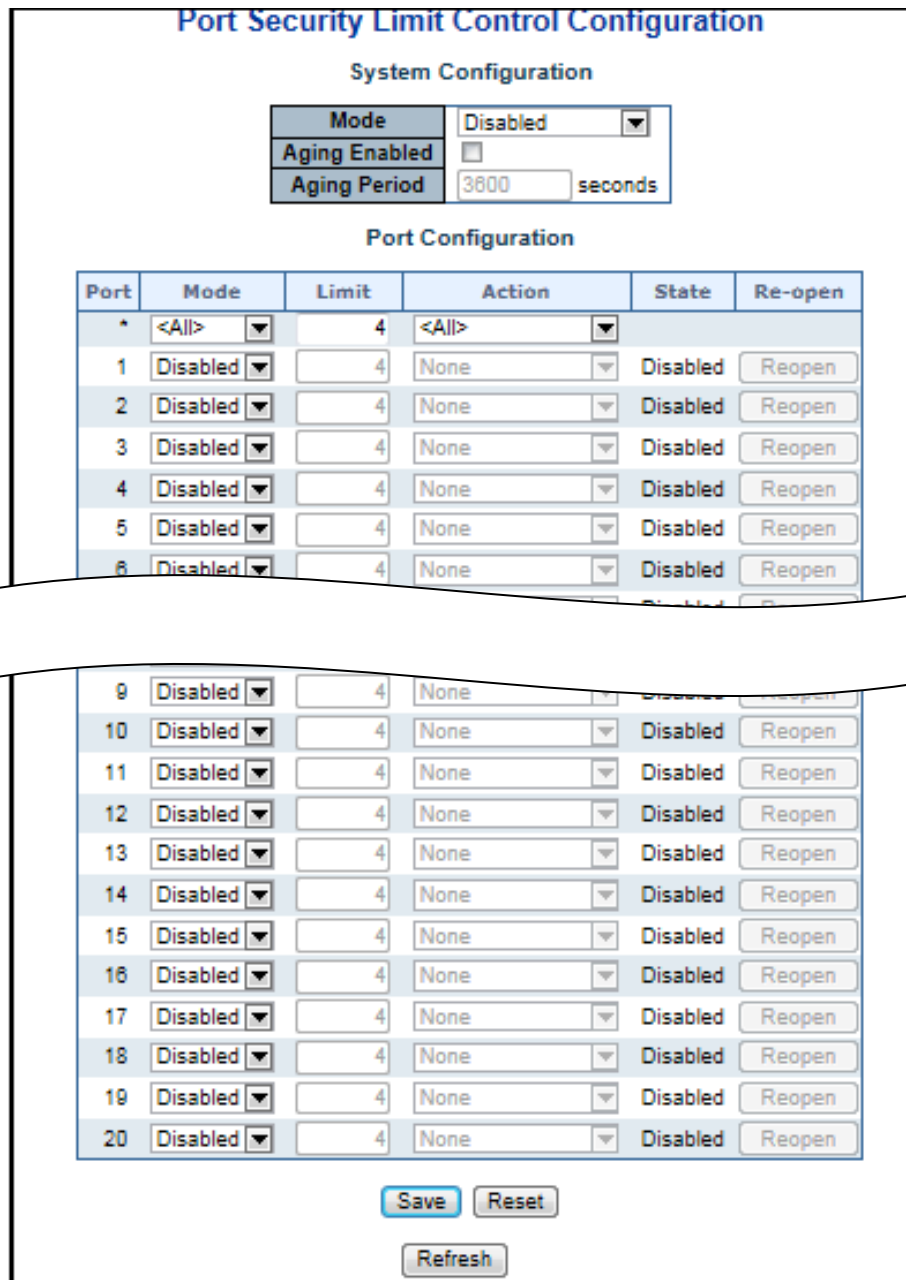 Port Security Limit Control Configuration
System Configuration
Mode Disabled
Aging Enabled
Aging Period 3600 seconds
Port Configuration
Port Mode Limit Action State Re-open
* <All> 4 <All>
1 Disabled 4 None Disabled Reopen
2 Disabled 4 None Disabled Reopen
3 Disabled 4 None Disabled Reopen
4 Disabled 4 None Disabled Reopen
5 Disabled 4 None Disabled Reopen
6 Disabled 4 None Disabled Reopen
9 Disabled 4 None Disabled Reopen
10 Disabled 4 None Disabled Reopen
11 Disabled 4 None Disabled Reopen
12 Disabled 4 None Disabled Reopen
13 Disabled 4 None Disabled Reopen
14 Disabled 4 None Disabled Reopen
15 Disabled 4 None Disabled Reopen
16 Disabled 4 None Disabled Reopen
17 Disabled 4 None Disabled Reopen
18 Disabled 4 None Disabled Reopen
19 Disabled 4 None Disabled Reopen
20 Disabled 4 None Disabled Reopen
Save Reset
Refresh